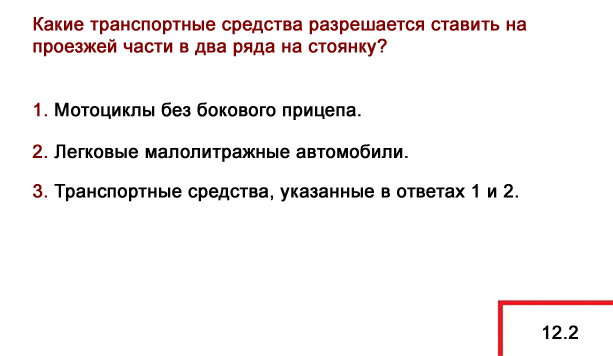 Какие транспортные средства разрешается ставить на
проезжей части в два ряда на стоянку?
1. Мотоциклы без бокового прицепа.
2. Легковые малолитражные автомобили.
3. Транспортные средства, указанные в ответах 1 и 2.
12.2